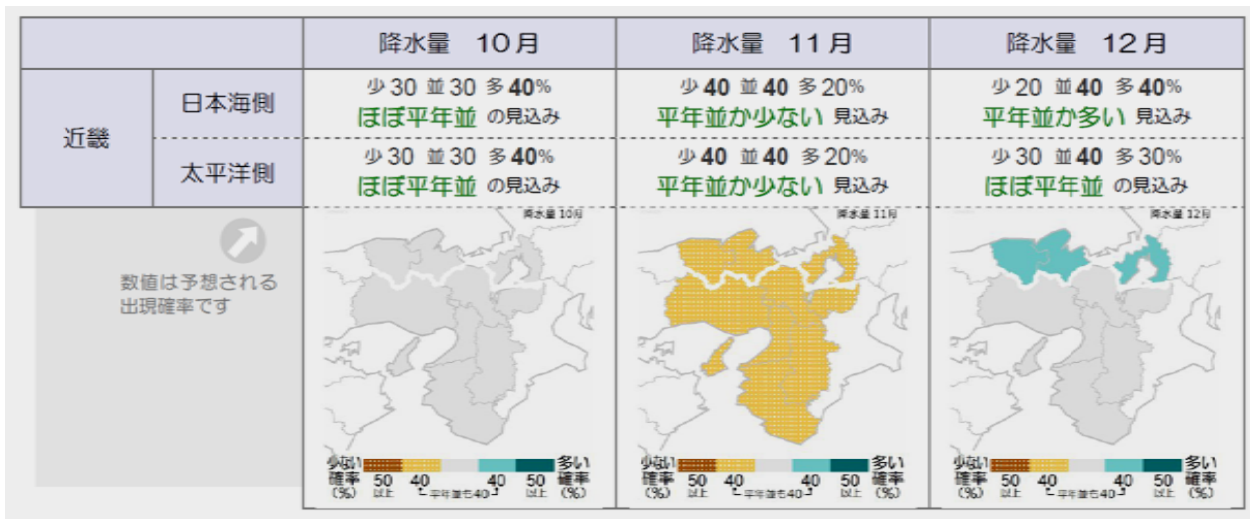 降水量 10月
降水量 11月
降水量 12月
近畿
日本海側
少30 並30 多40%
ほぼ平年並 の見込み
少40 並40 多20%
平年並か少ない 見込み
少20 並40 多40%
平年並か多い 見込み
太平洋側
少30 並30 多40%
ほぼ平年並 の見込み
少40 並40 多20%
平年並か少ない 見込み
少30 並40 多30%
ほぼ平年並 の見込み
数値は予想される
出現確率です
降水量 10月
降水量 11月
降水量 12月
少ない 多い
確率 50 40 40 50 確率
(%) 以上 平年並も40 以上 (%)
少ない 多い
確率 50 40 40 50 確率
(%) 以上 平年並も40 以上 (%)
少ない 多い
確率 50 40 40 50 確率
(%) 以上 平年並も40 以上 (%)